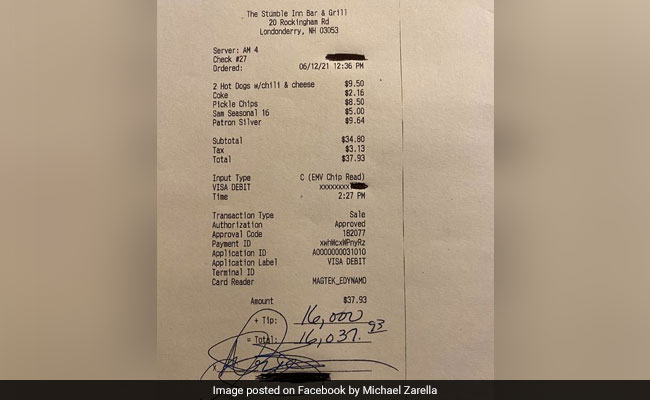 The Stumble Inn Bar & Grill
20 Rockingham Rd
Londonderry, NH 03053
Server: AM 4
Check #27
Ordered: 06/12/21 12:36 PM
2 Hot Dogs w/chili & cheese $9.50
Coke $2.16
Pickle Chips $8.50
Sam Seasonal 16 $5.00
Patron Silver $9.64
Subtotal $34.80
Tax $3.13
Total $37.93
Input Type C (EMV Chip Read)
VISA DEBIT xxxxxxxx
Time 2:27 PM
Transaction Type Sale
Authorization Approved
Approval Code 182077
Payment ID xwhWcxWPnyRz
Application ID A0000000031010
Application Label VISA DEBIT
Terminal ID
Card Reader MAGTEK_EDYNAMO
Amount $37.93
+ Tip: 16,000
= Total: 16,037.93
X
Image posted on Facebook by Michael Zarella